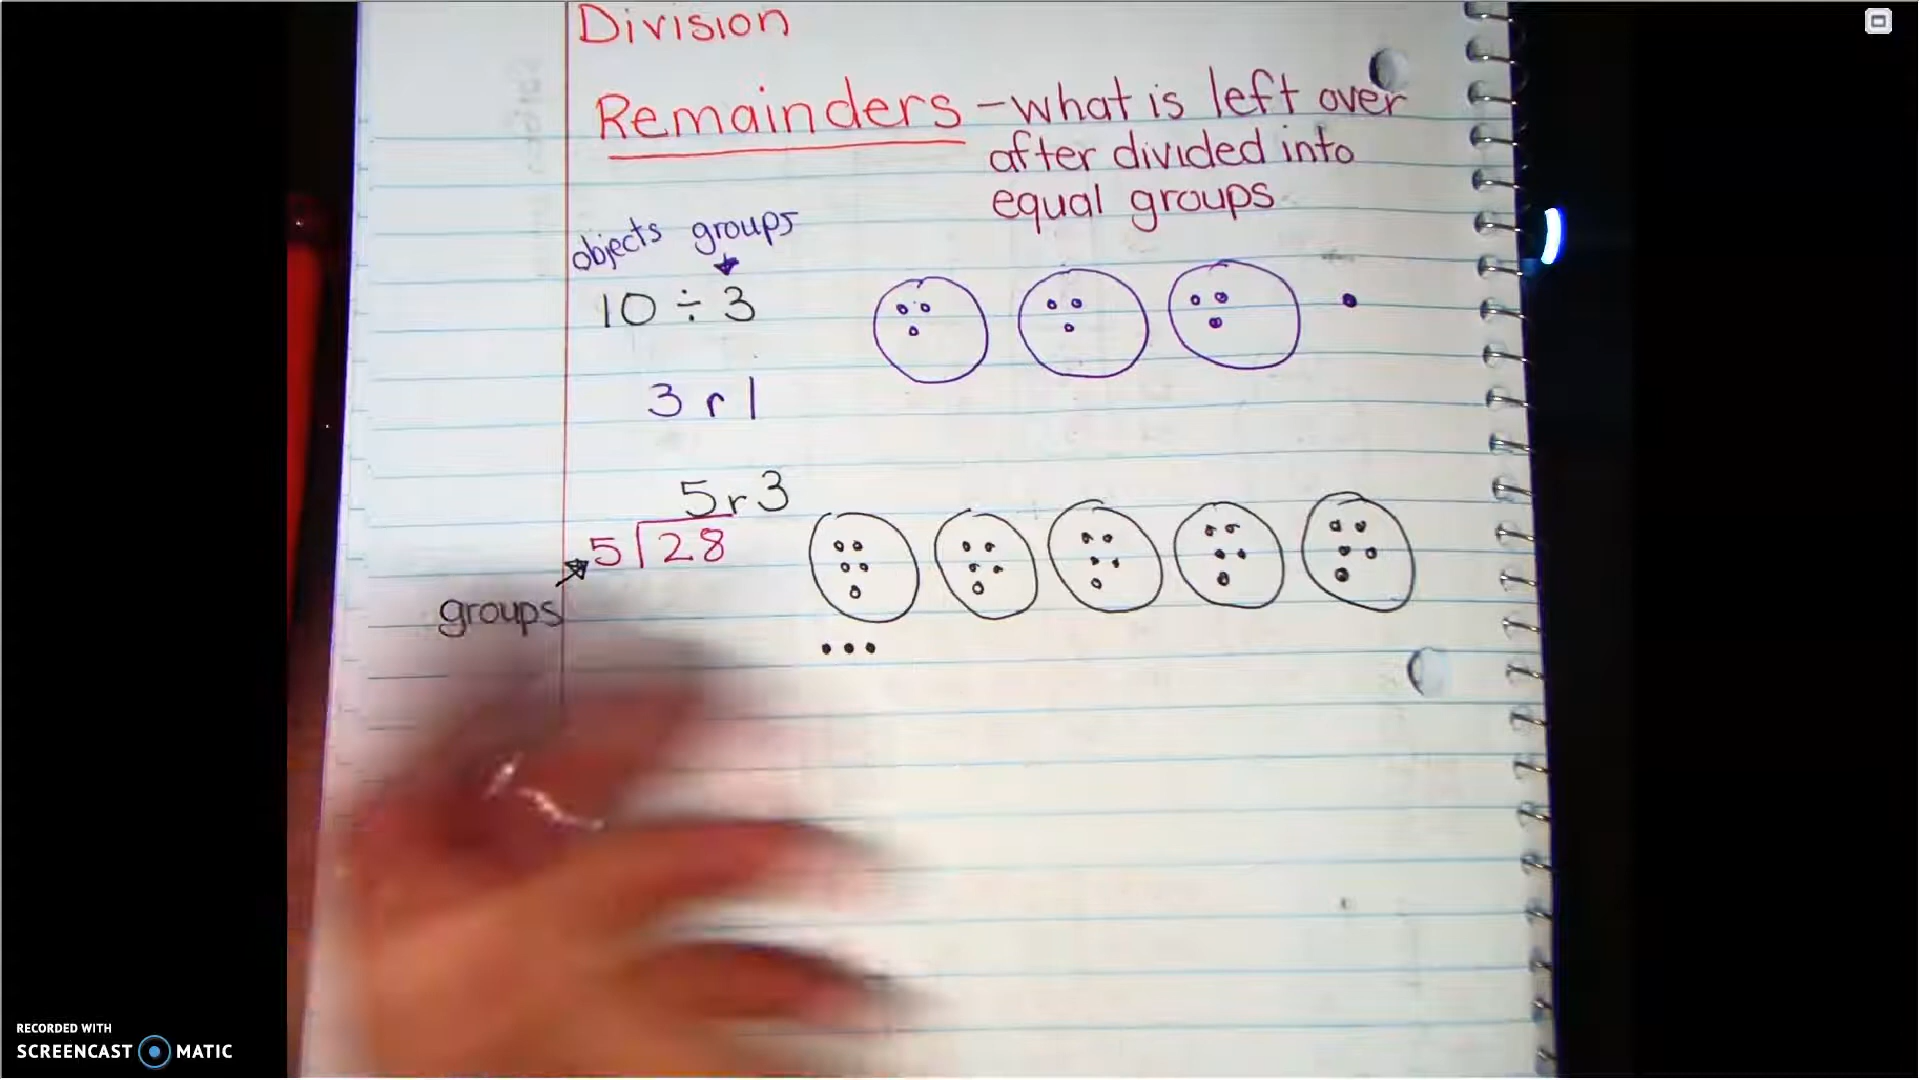 Division
Remainders – what is left over
after divided into
equal groups
objects groups
10 ÷ 3
3 r 1
5 r 3
5 28
groups
RECORDED WITH
SCREENCAST MATIC